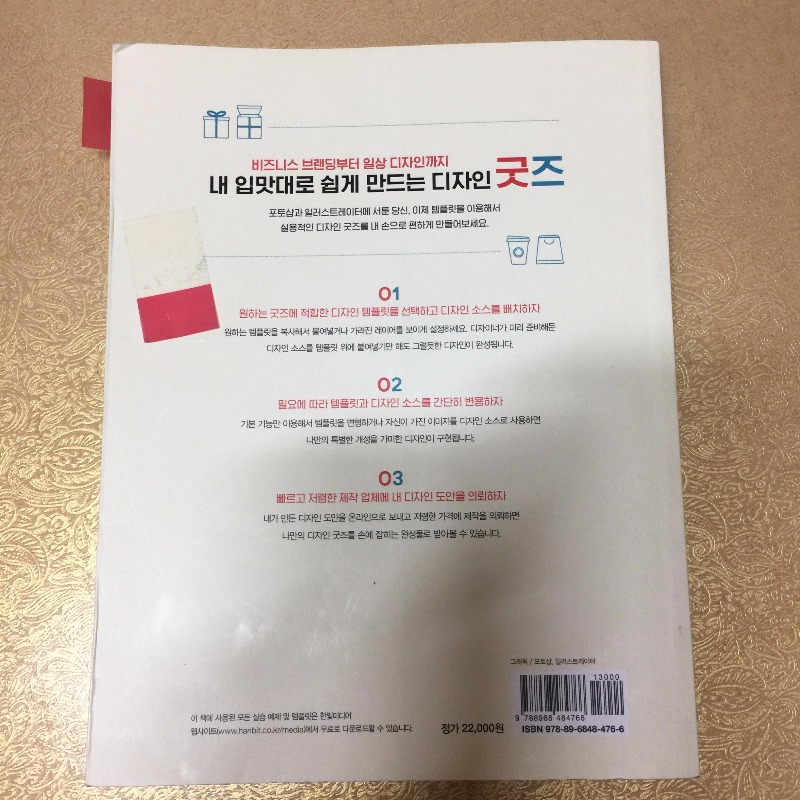 비즈니스 브랜딩부터 일상 디자인까지
내 입맛대로 쉽게 만드는 디자인 굿즈
포토샵과 일러스트레이터에 서툰 당신, 이제 템플릿을 이용해서
실용적인 디자인 굿즈를 내 손으로 편하게 만들어보세요.
01
원하는 굿즈에 적합한 디자인 템플릿을 선택하고 디자인 소스를 배치하자
원하는 템플릿을 복사해서 붙여넣거나 가려진 레이어를 보이게 설정하세요. 디자이너가 미리 준비해둔
디자인 소스를 템플릿 위에 붙여넣기만 해도 그럴듯한 디자인이 완성됩니다.
02
필요에 따라 템플릿과 디자인 소스를 간단히 변용하자
기본 기능만 이용해서 템플릿을 변형하거나 자신이 가진 이미지를 디자인 소스로 사용하면
나만의 특별한 개성을 가미한 디자인이 구현됩니다.
03
빠르고 저렴한 제작 업체에 내 디자인 도안을 의뢰하자
내가 만든 디자인 도안을 온라인으로 보내고 저렴한 가격에 제작을 의뢰하면
나만의 디자인 굿즈를 손에 잡히는 완성물로 받아볼 수 있습니다.
그래픽 / 포토샵, 일러스트레이터
13000
9 788968 484766
ISBN 978-89-6848-476-6
이 책에 사용된 모든 실습 예제 및 템플릿은 한빛미디어
웹사이트(www.hanbit.co.kr/media)에서 무료로 다운로드할 수 있습니다.
정가 22,000원